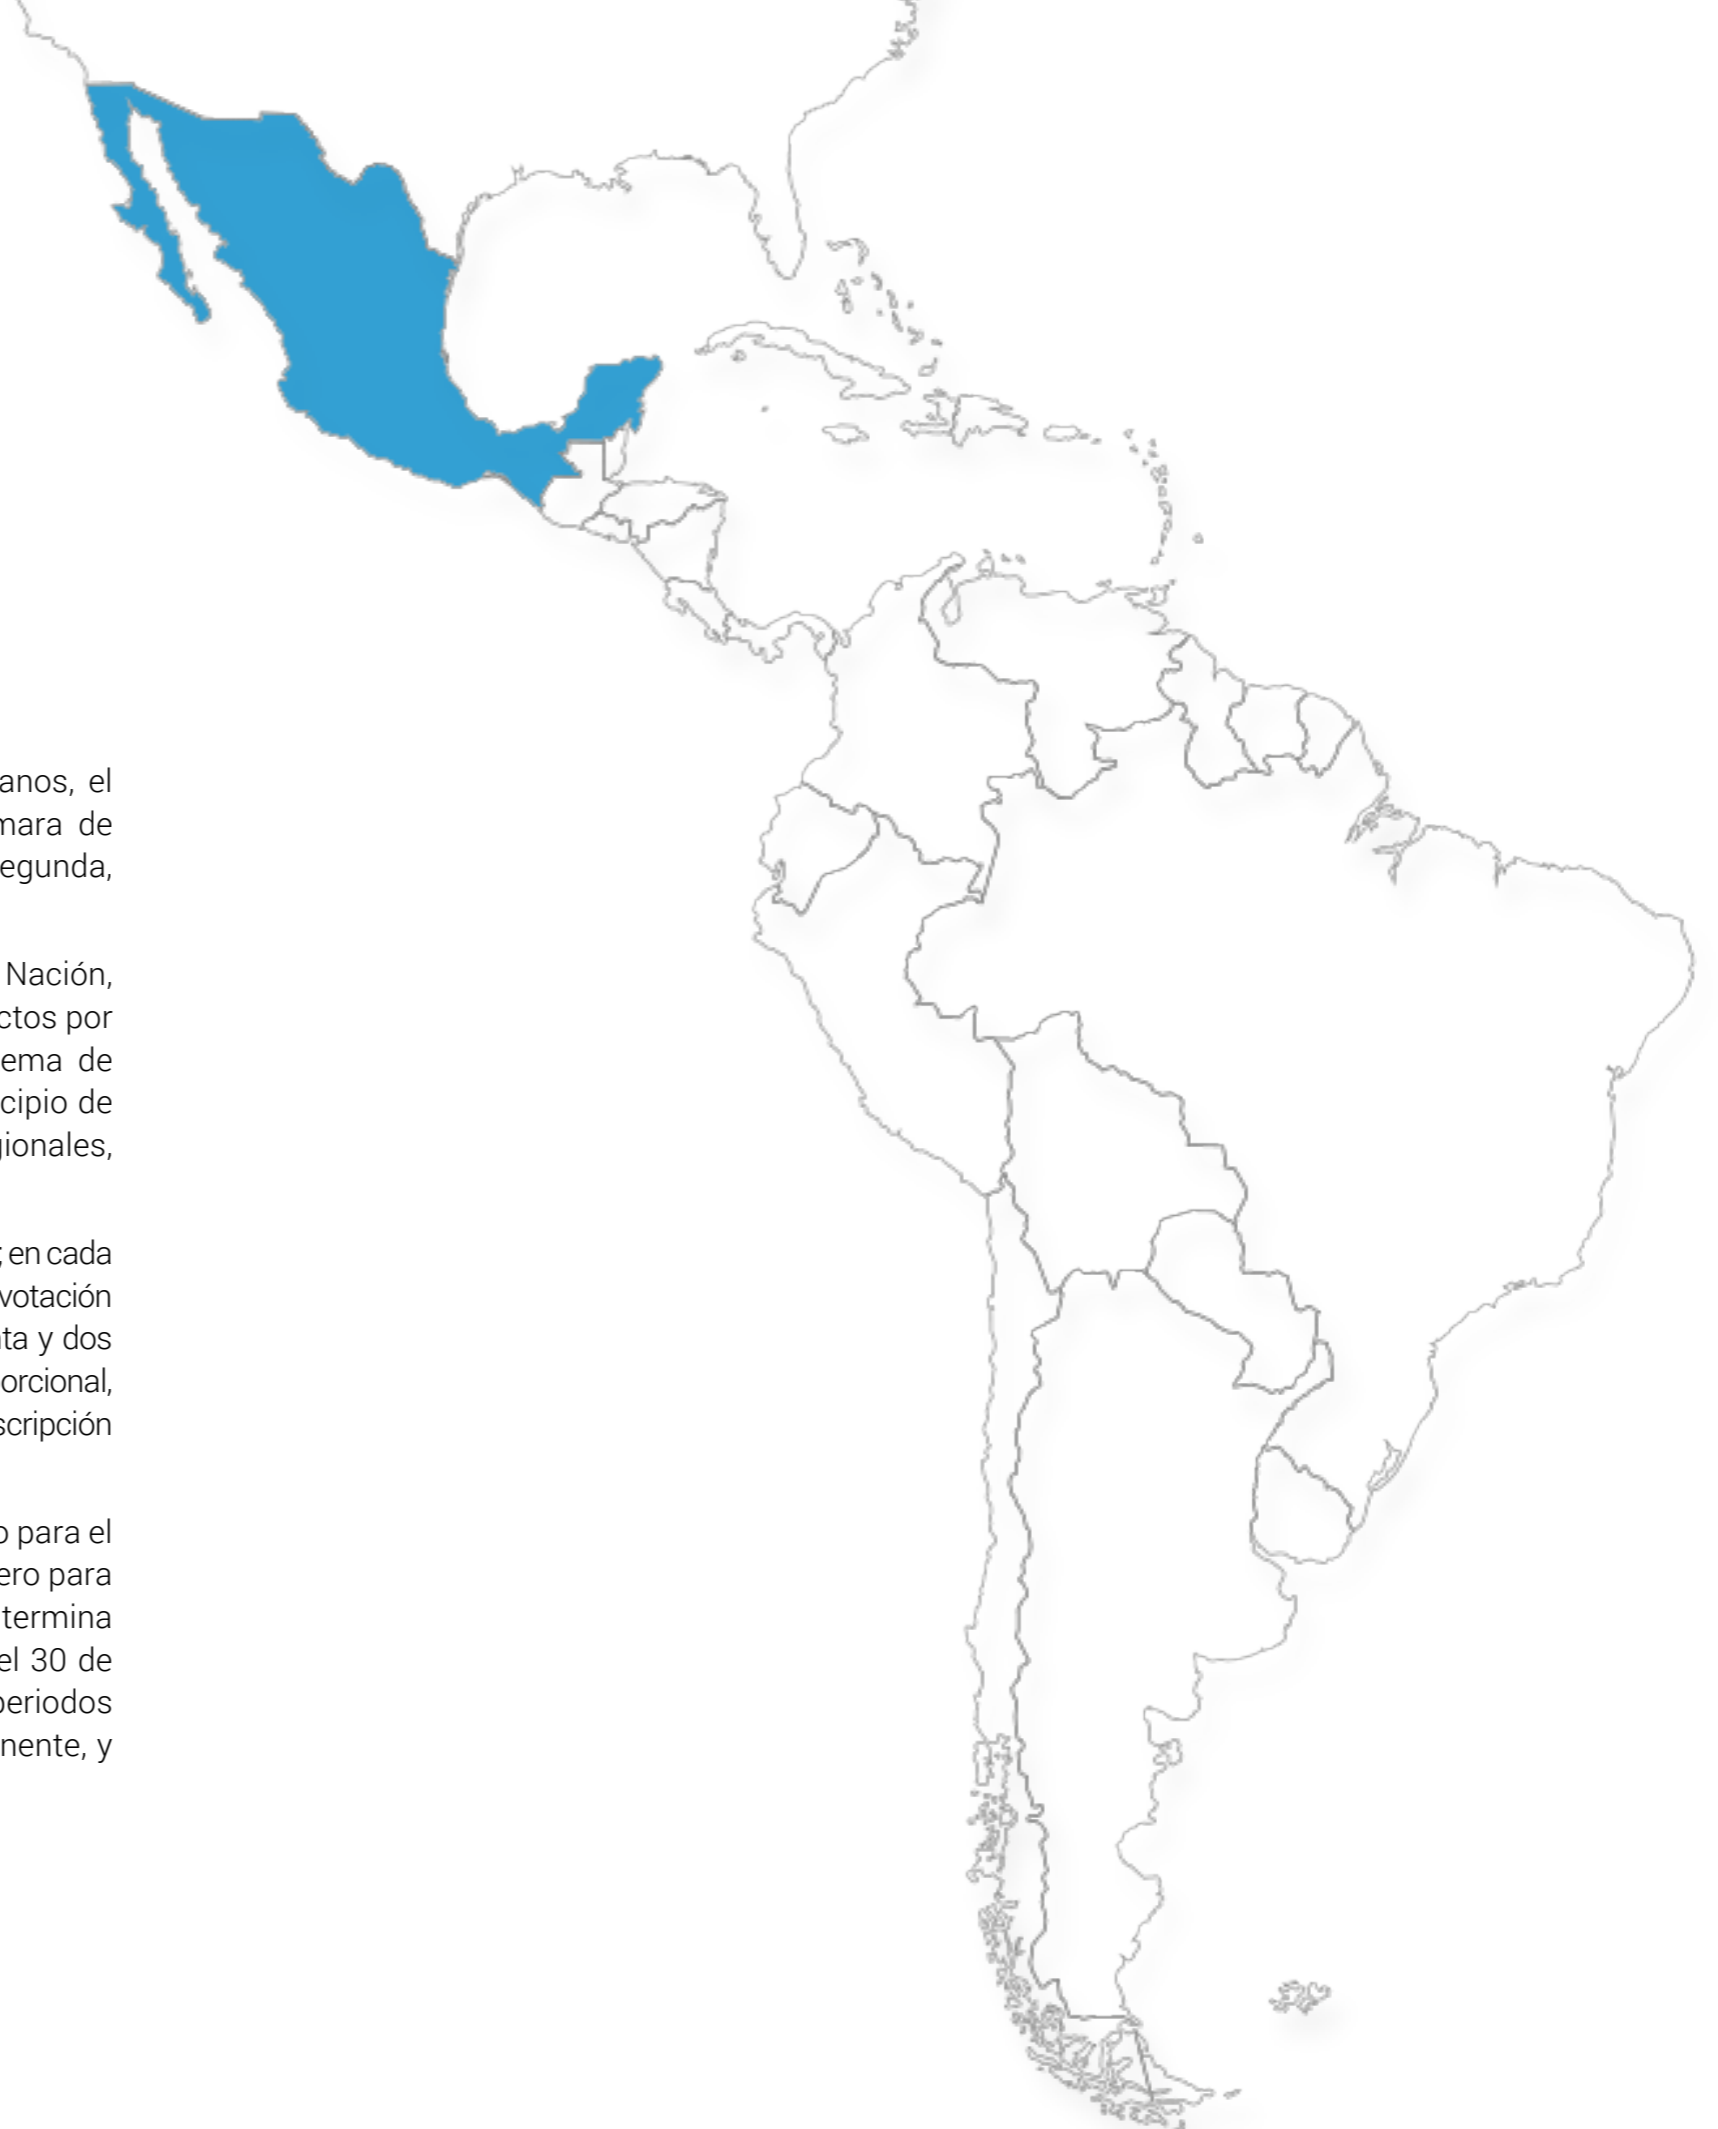 anos, el
mara de
egunda,
Nación,
ctos por
ema de
cipio de
gionales,
; en cada
votación
ta y dos
orcional,
scripción
o para el
ero para
termina
el 30 de
periodos
nente, y